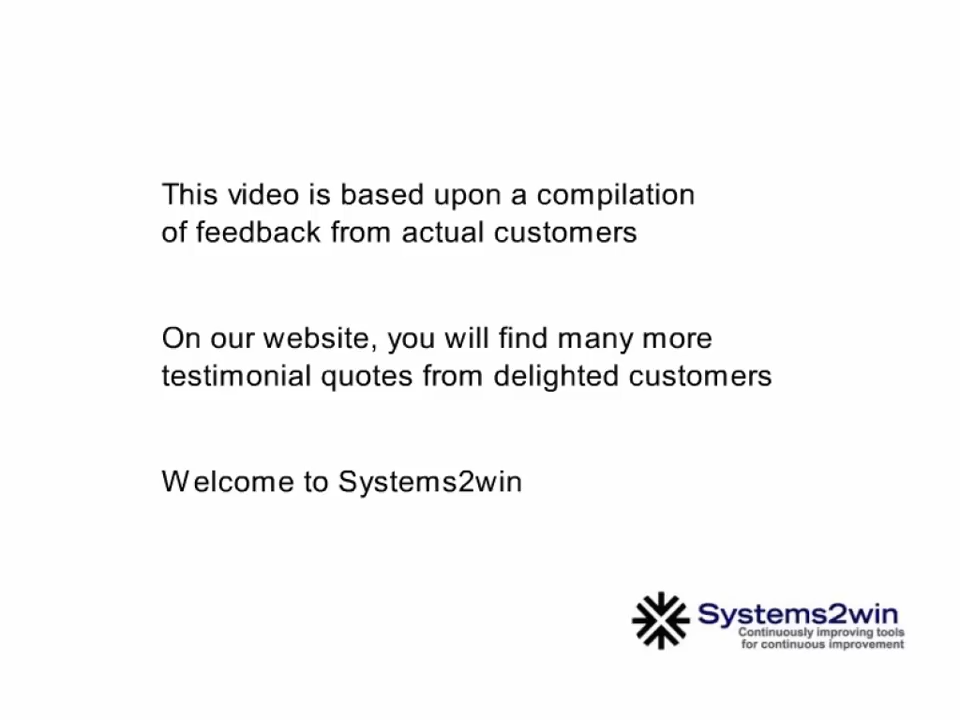 This video is based upon a compilation
of feedback from actual customers
On our website, you will find many more
testimonial quotes from delighted customers
Welcome to Systems2win
Systems2win
Continuously improving tools
for continuous improvement